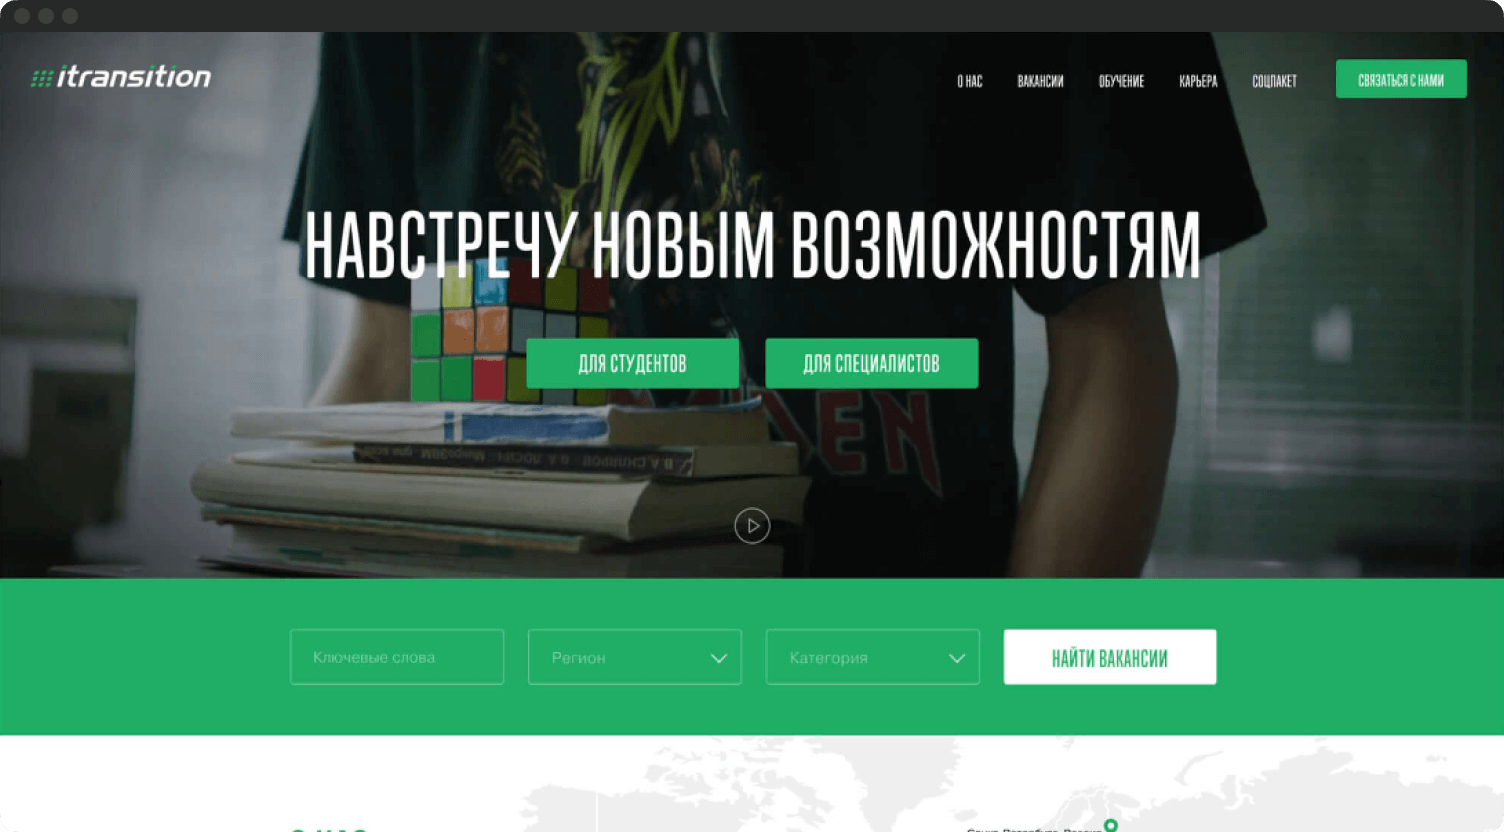 itransition
О НАС
ВАКАНСИИ
ОБУЧЕНИЕ
КАРЬЕРА
СОЦПАКЕТ
СВЯЗАТЬСЯ С НАМИ
НАВСТРЕЧУ НОВЫМ ВОЗМОЖНОСТЯМ
ДЛЯ СТУДЕНТОВ
ДЛЯ СПЕЦИАЛИСТОВ
Ключевые слова
Регион
Категория
НАЙТИ ВАКАНСИИ